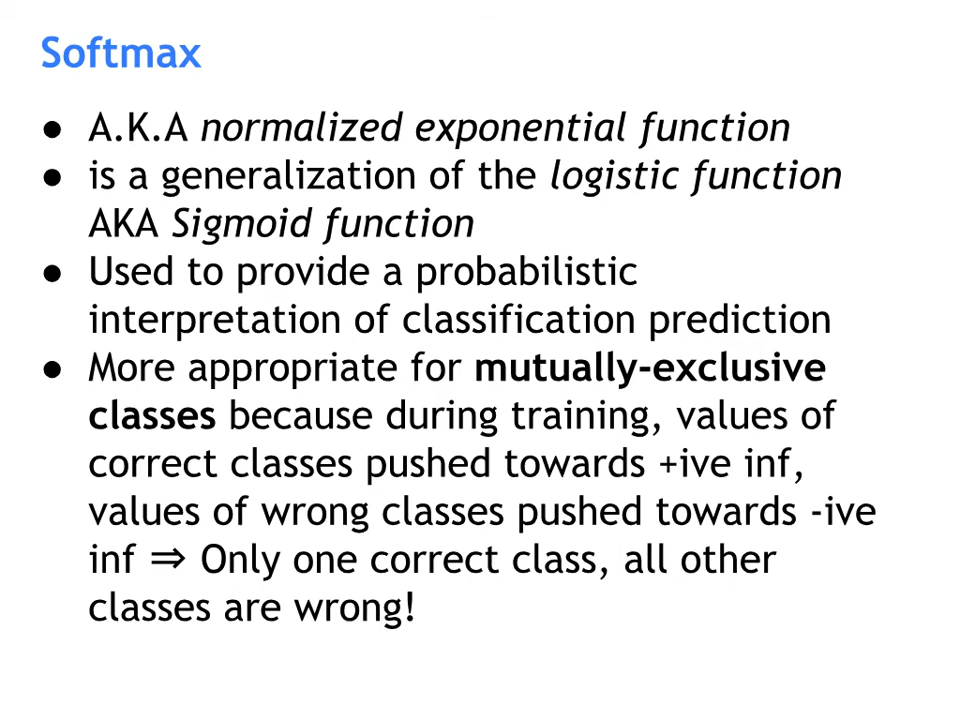 Softmax
● A.K.A normalized exponential function
● is a generalization of the logistic function
AKA Sigmoid function
● Used to provide a probabilistic
interpretation of classification prediction
● More appropriate for mutually-exclusive
classes because during training, values of
correct classes pushed towards +ive inf,
values of wrong classes pushed towards -ive
inf ⇒ Only one correct class, all other
classes are wrong!